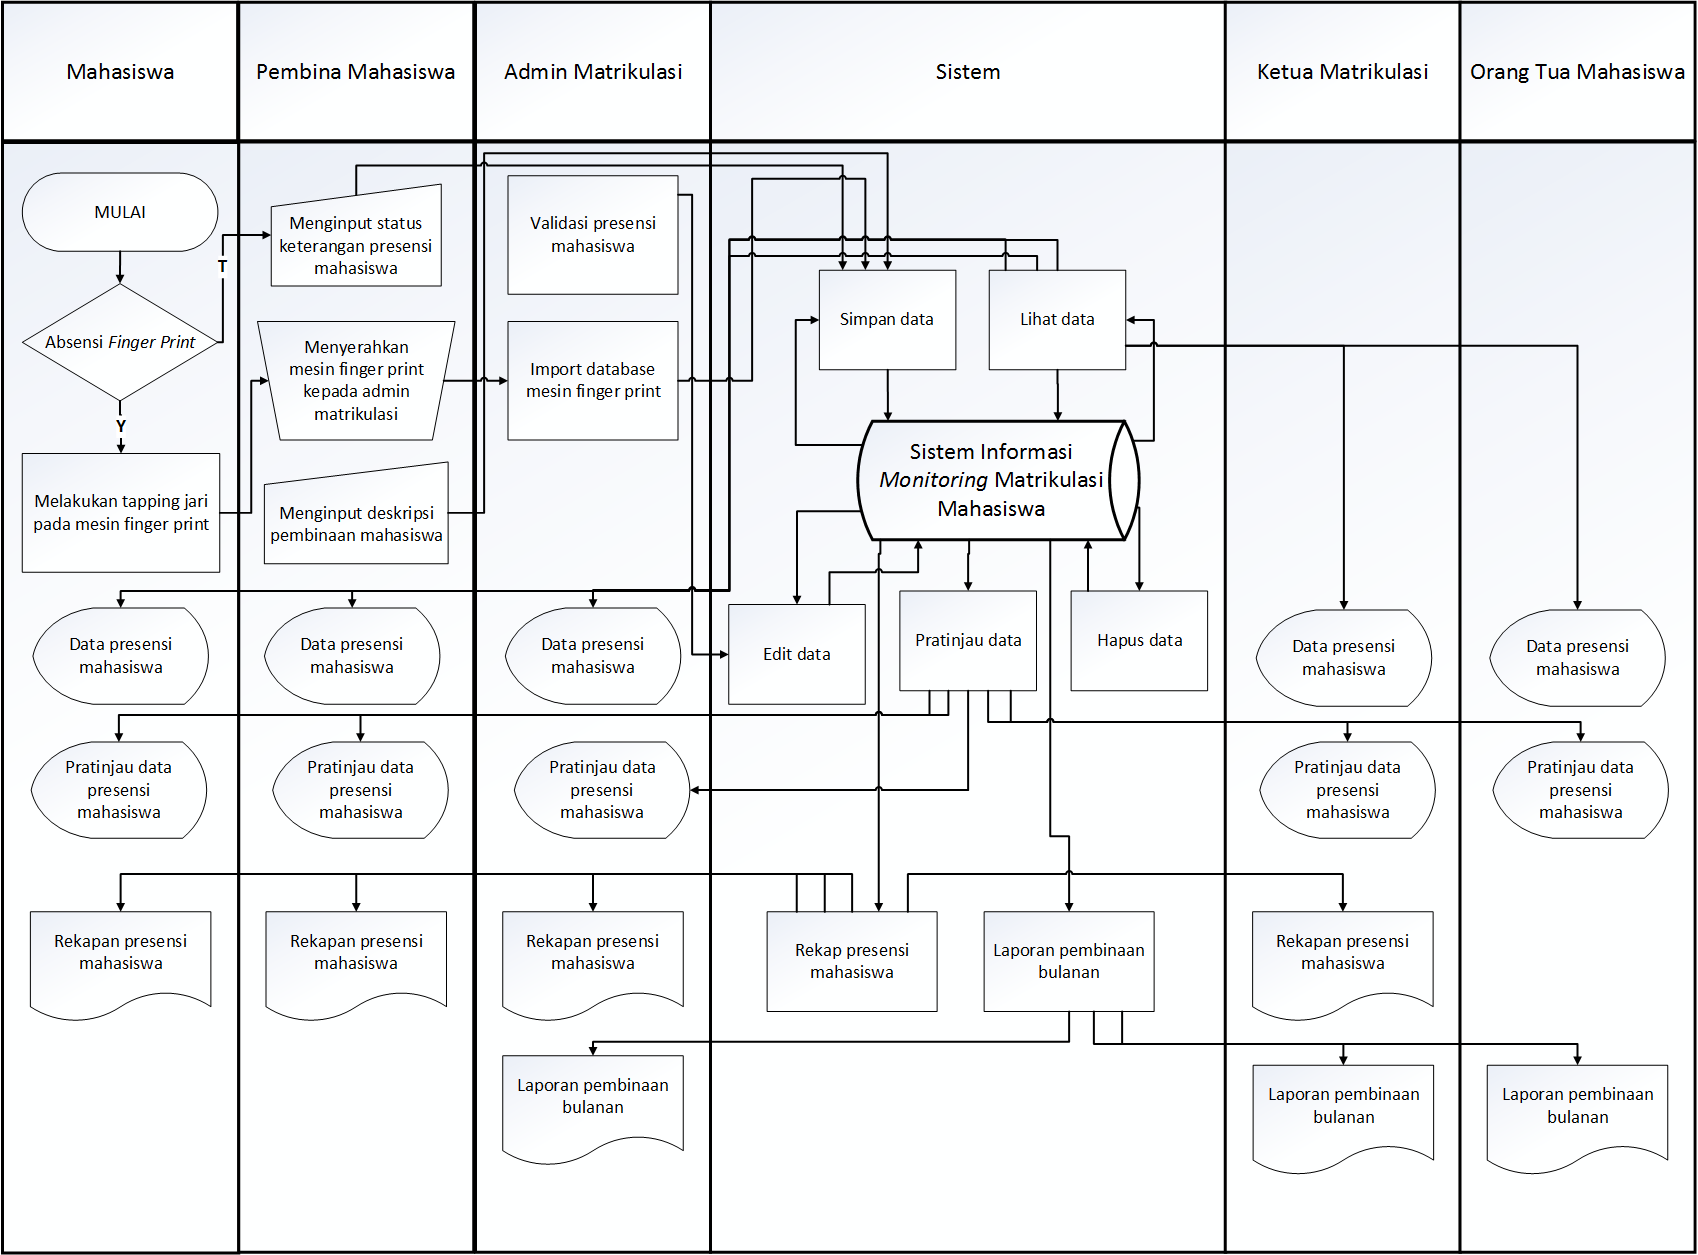 Mahasiswa
Pembina Mahasiswa
Admin Matrikulasi
Sistem
Ketua Matrikulasi
Orang Tua Mahasiswa
MULAI
T
Absensi Finger Print
Y
Melakukan tapping jari
pada mesin finger print
Menginput status
keterangan presensi
mahasiswa
Menyerahkan
mesin finger print
kepada admin
matrikulasi
Menginput deskripsi
pembinaan mahasiswa
Validasi presensi
mahasiswa
Import database
mesin finger print
Simpan data
Lihat data
Sistem Informasi
Monitoring Matrikulasi
Mahasiswa
Edit data
Pratinjau data
Hapus data
Data presensi
mahasiswa
Data presensi
mahasiswa
Data presensi
mahasiswa
Data presensi
mahasiswa
Data presensi
mahasiswa
Pratinjau data
presensi
mahasiswa
Pratinjau data
presensi
mahasiswa
Pratinjau data
presensi
mahasiswa
Pratinjau data
presensi
mahasiswa
Pratinjau data
presensi
mahasiswa
Rekapan presensi
mahasiswa
Rekapan presensi
mahasiswa
Rekapan presensi
mahasiswa
Rekap presensi
mahasiswa
Laporan pembinaan
bulanan
Rekapan presensi
mahasiswa
Laporan pembinaan
bulanan
Laporan pembinaan
bulanan
Laporan pembinaan
bulanan